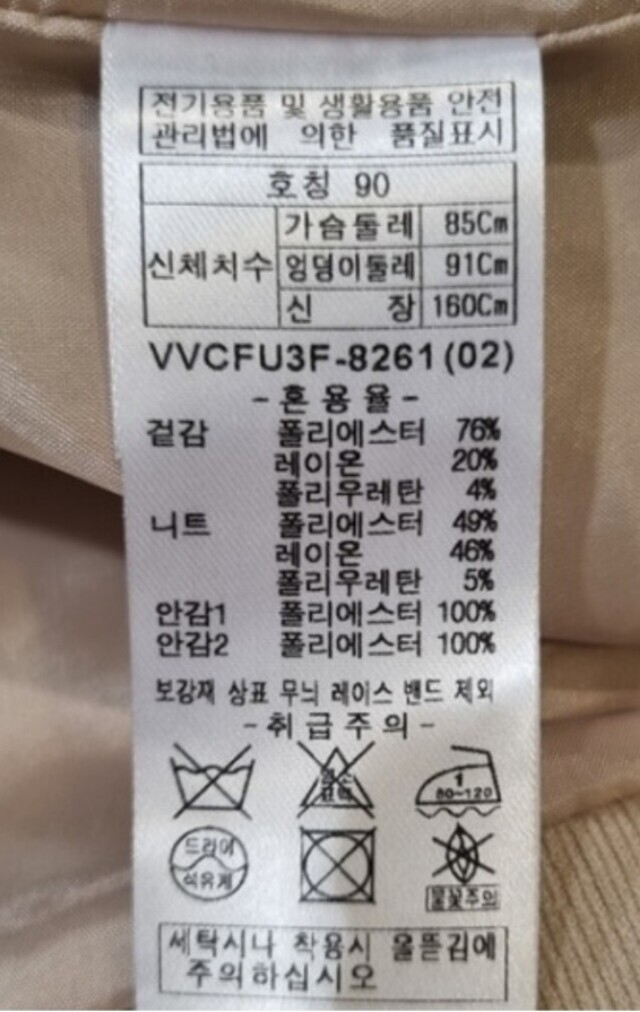 전기용품 및 생활용품 안전
관리법에 의한 품질표시
호칭 90
신체치수 가슴둘레 85Cm
엉덩이둘레 91Cm
신 장 160Cm
VVCFU3F-8261(02)
-혼용율-
겉감 폴리에스터 76%
레이온 20%
폴리우레탄 4%
니트 폴리에스터 49%
레이온 46%
폴리우레탄 5%
안감1 폴리에스터 100%
안감2 폴리에스터 100%
보강재 상표 무늬 레이스 밴드 제외
-취급주의-
염소 표백 1 80~120
드라이 석유계 불꽃주의
세탁시나 착용시 올뜯김에
주의하십시오